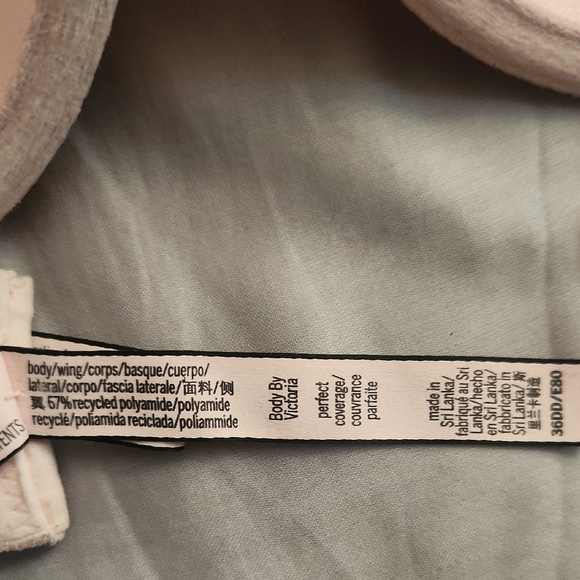 body/wing/corps/basque/cuerpo/
lateral/corpo/fascia laterale/面料/侧
翼 67% recycled polyamide/polyamide
recyclé/poliamida reciclada/poliammide
Body By
Victoria
perfect
coverage/
couvrance
parfaite
made in
Sri Lanka/
fabriqué au Sri
Lanka/hecho
en Sri Lanka/
fabricato in
Sri Lanka/ 斯
里兰卡制造
36DD/E80
ENTS